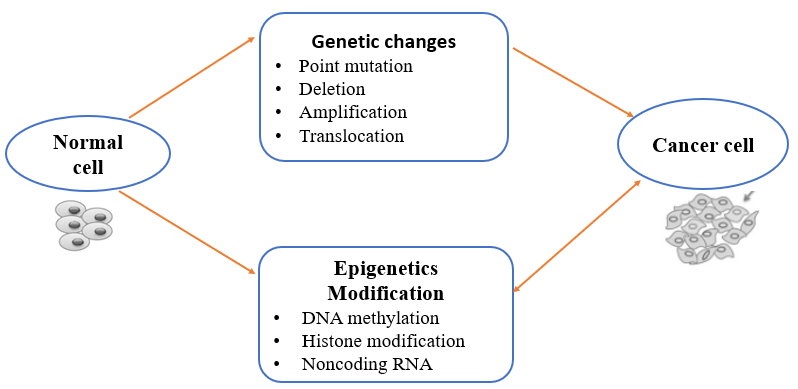 Genetic changes
• Point mutation
• Deletion
• Amplification
• Translocation
Normal
cell
Cancer cell
Epigenetics
Modification
• DNA methylation
• Histone modification
• Noncoding RNA